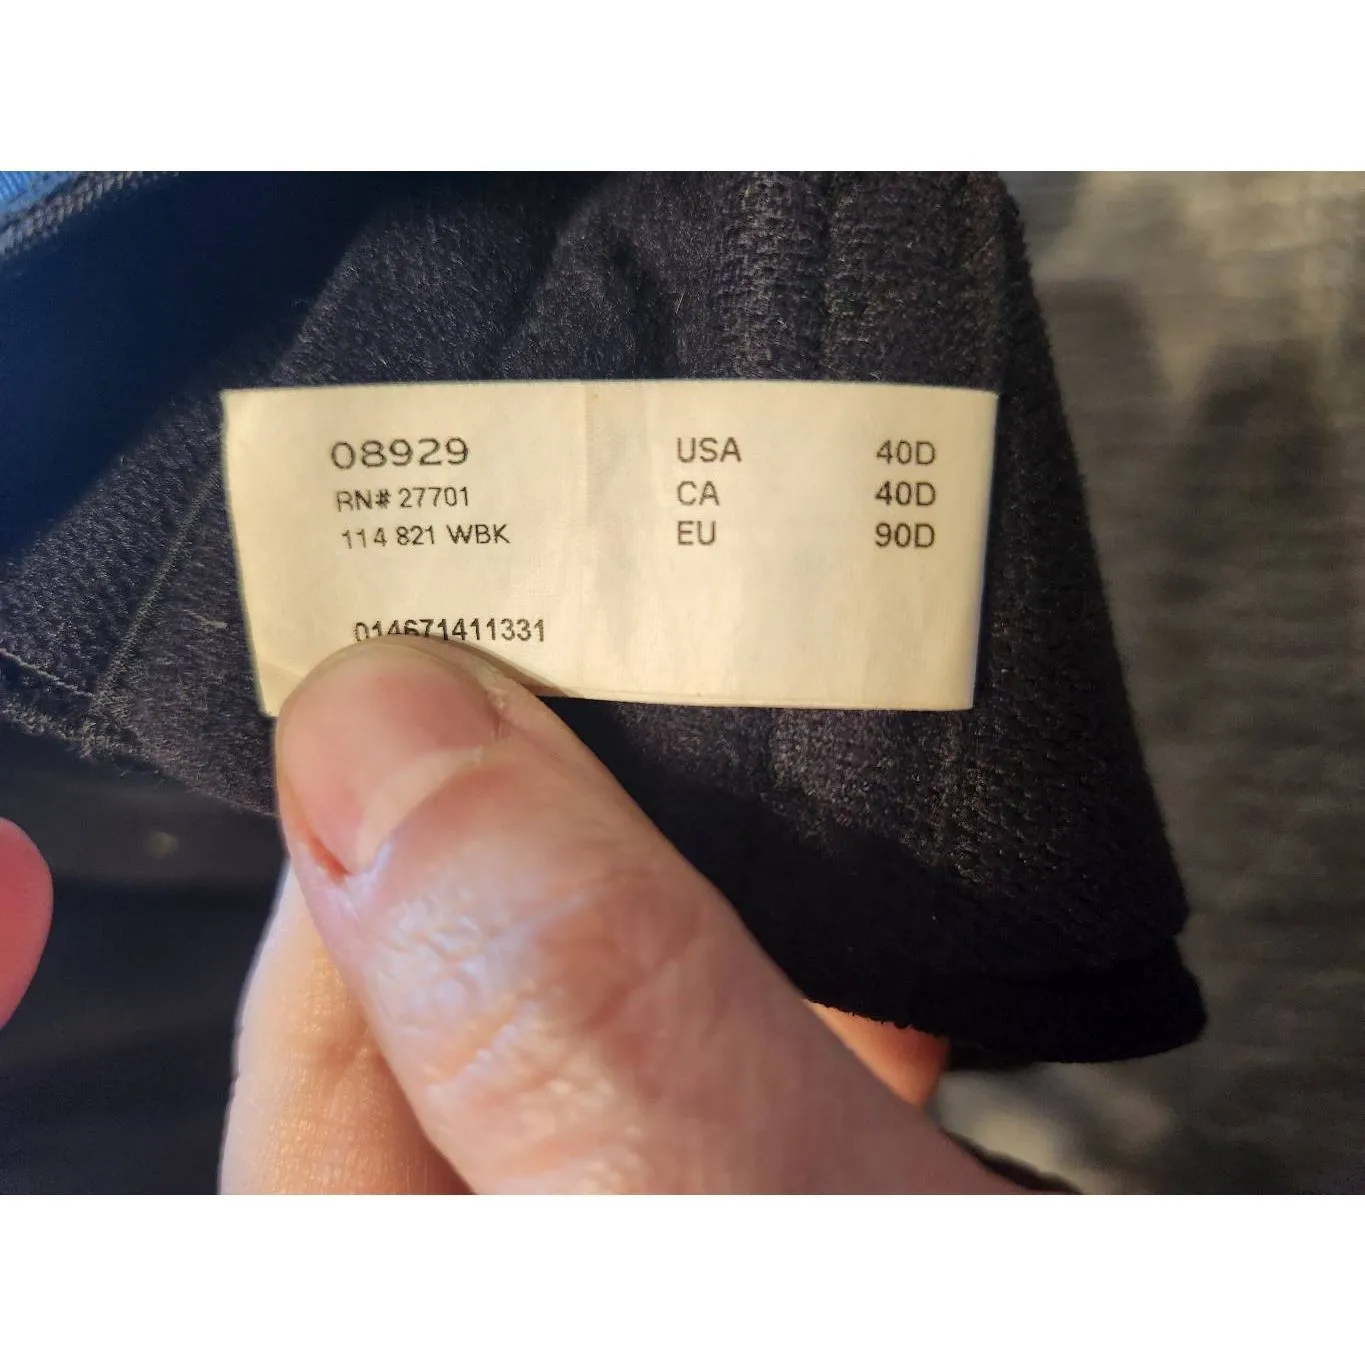 08929
RN# 27701
114 821 WBK
014671411331
USA 40D
CA 40D
EU 90D